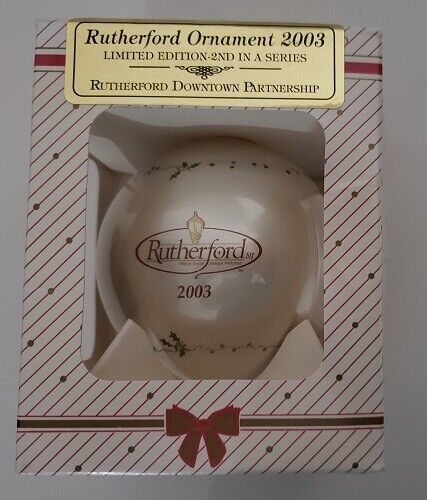 Rutherford Ornament 2003
LIMITED EDITION-2ND IN A SERIES
RUTHERFORD DOWNTOWN PARTNERSHIP
Rutherford NJ
2003